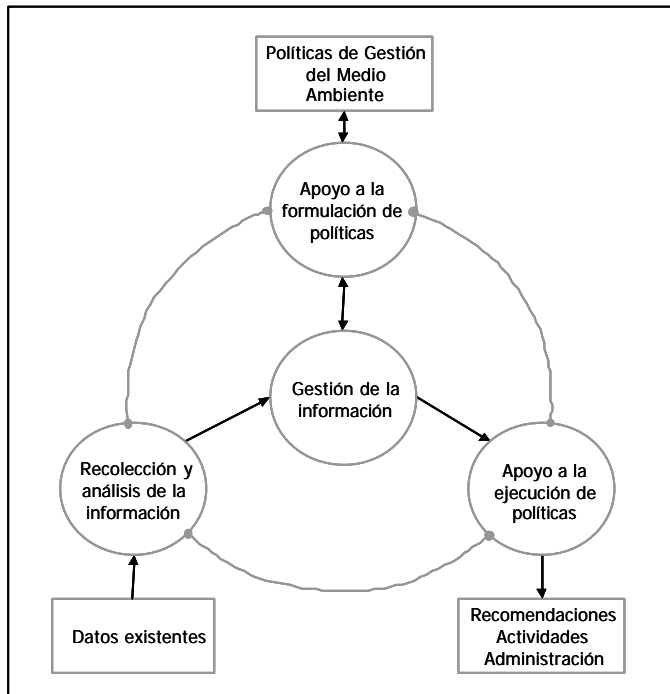 Políticas de Gestión
del Medio
Ambiente
Apoyo a la
formulación de
políticas
Gestión de la
información
Recolección y
análisis de la
información
Apoyo a la
ejecución de
políticas
Datos existentes
Recomendaciones
Actividades
Administración